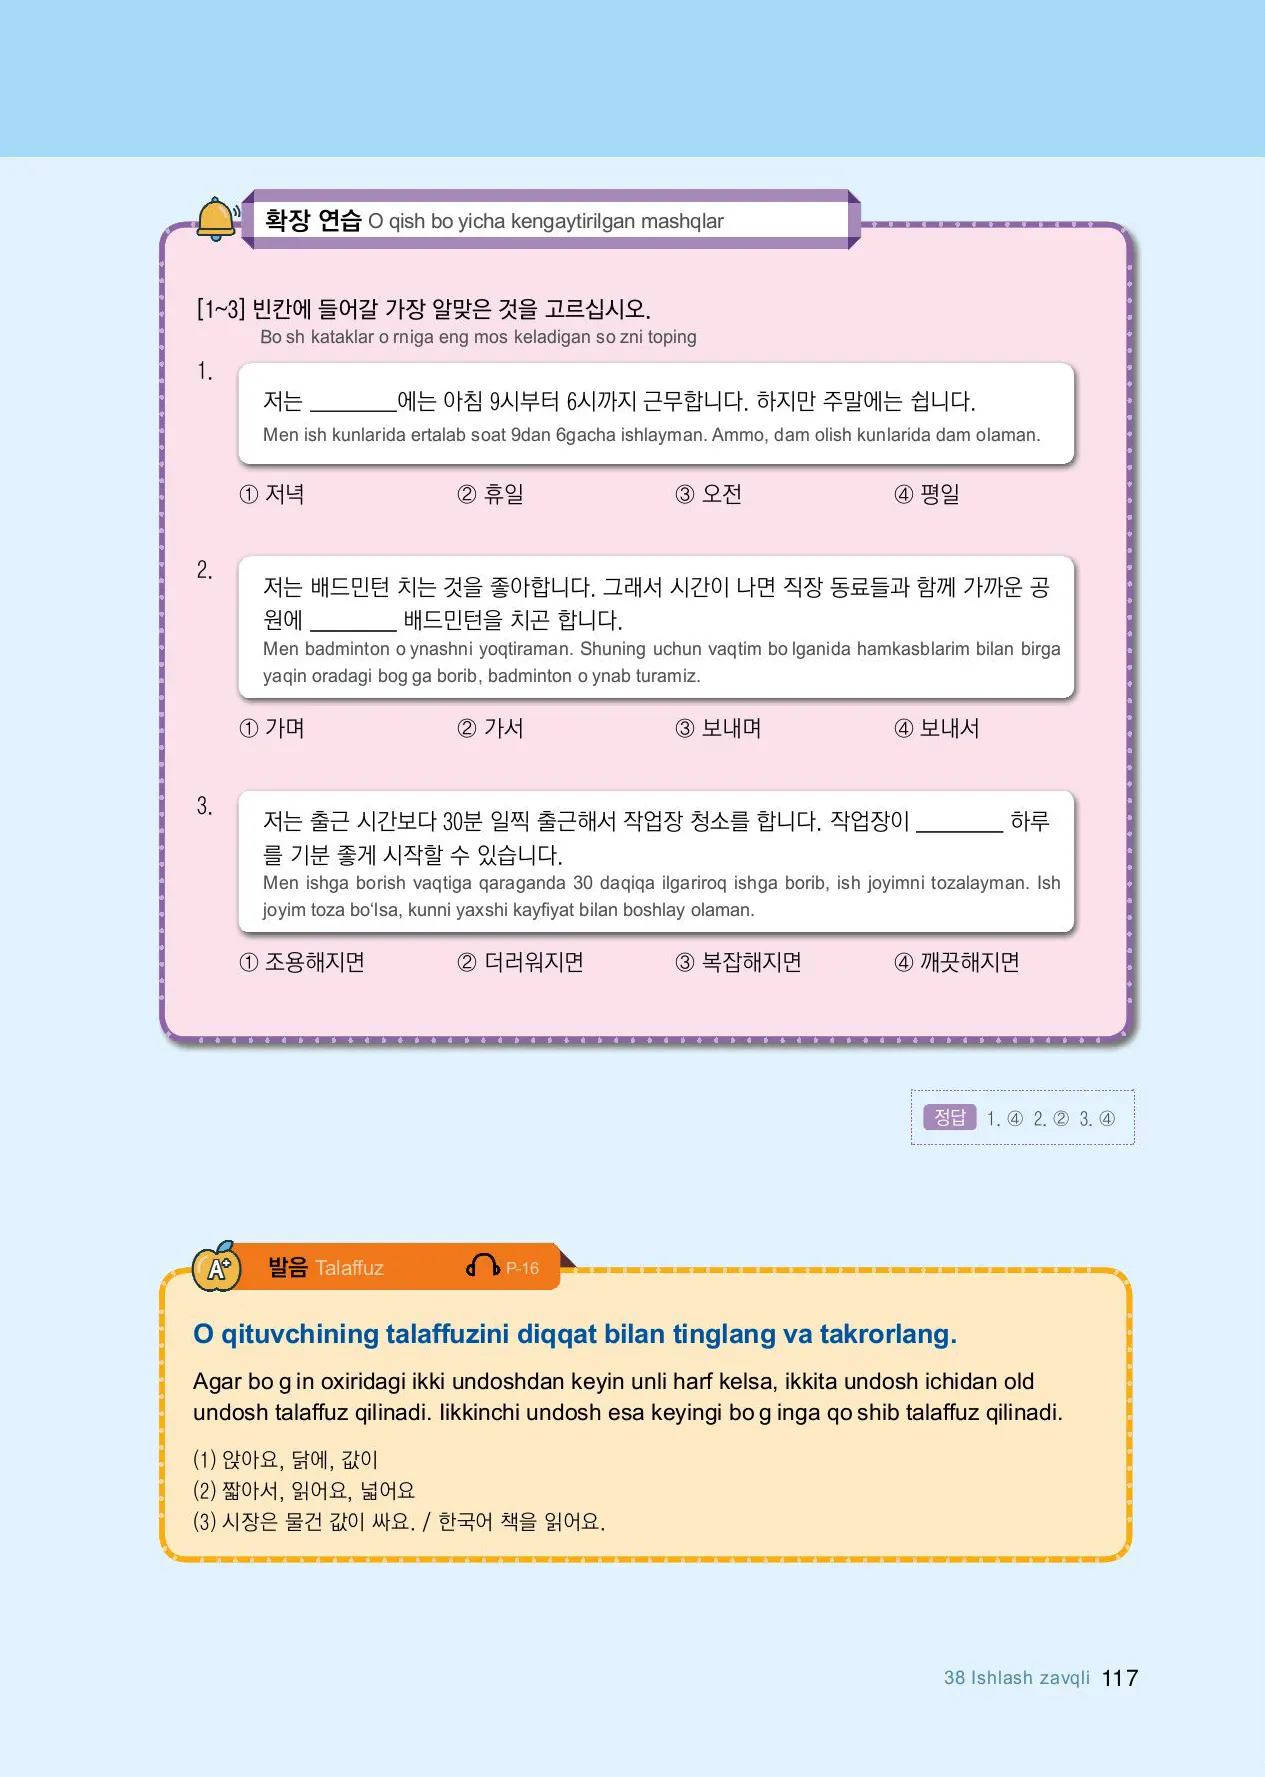 확장 연습 O qish bo yicha kengaytirilgan mashqlar
[1~3] 빈칸에 들어갈 가장 알맞은 것을 고르십시오.
Bo sh kataklar o rniga eng mos keladigan so zni toping
1.
저는 ________에는 아침 9시부터 6시까지 근무합니다. 하지만 주말에는 쉽니다.
Men ish kunlarida ertalab soat 9dan 6gacha ishlayman. Ammo, dam olish kunlarida dam olaman.
① 저녁 ② 휴일 ③ 오전 ④ 평일
2.
저는 배드민턴 치는 것을 좋아합니다. 그래서 시간이 나면 직장 동료들과 함께 가까운 공
원에 ________ 배드민턴을 치곤 합니다.
Men badminton o ynashni yoqtiraman. Shuning uchun vaqtim bo lganida hamkasblarim bilan birga
yaqin oradagi bog ga borib, badminton o ynab turamiz.
① 가며 ② 가서 ③ 보내며 ④ 보내서
3.
저는 출근 시간보다 30분 일찍 출근해서 작업장 청소를 합니다. 작업장이 ________ 하루
를 기분 좋게 시작할 수 있습니다.
Men ishga borish vaqtiga qaraganda 30 daqiqa ilgariroq ishga borib, ish joyimni tozalayman. Ish
joyim toza bo‘lsa, kunni yaxshi kayfiyat bilan boshlay olaman.
① 조용해지면 ② 더러워지면 ③ 복잡해지면 ④ 깨끗해지면
정답 1. ④ 2. ② 3. ④
A+ 발음 Talaffuz P-16
O qituvchining talaffuzini diqqat bilan tinglang va takrorlang.
Agar bo g in oxiridagi ikki undoshdan keyin unli harf kelsa, ikkita undosh ichidan old
undosh talaffuz qilinadi. Iikkinchi undosh esa keyingi bo g inga qo shib talaffuz qilinadi.
(1) 앉아요, 닭에, 값이
(2) 짧아서, 읽어요, 넓어요
(3) 시장은 물건 값이 싸요. / 한국어 책을 읽어요.
38 Ishlash zavqli 117